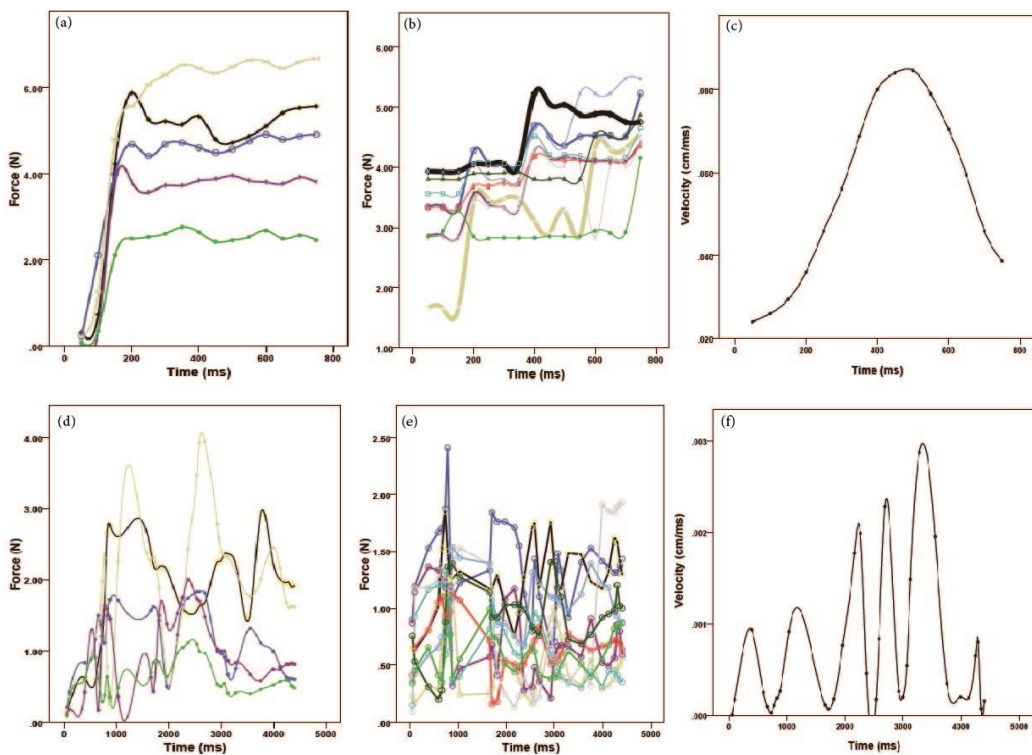 (a)
Force (N)
6.00
4.00
2.00
.00
0 200 400 600 800
Time (ms)
(b)
Force (N)
6.00
5.00
4.00
3.00
2.00
1.00
0 200 400 600 800
Time (ms)
(c)
Velocity (cm/ms)
.080
.060
.040
.020
0 200 400 600 800
Time (ms)
(d)
Force (N)
4.00
3.00
2.00
1.00
.00
0 1000 2000 3000 4000 5000
Time (ms)
(e)
Force (N)
2.50
2.00
1.50
1.00
.50
.00
0 1000 2000 3000 4000 5000
Time (ms)
(f)
Velocity (cm/ms)
.003
.002
.001
.000
0 1000 2000 3000 4000 5000
Time (ms)